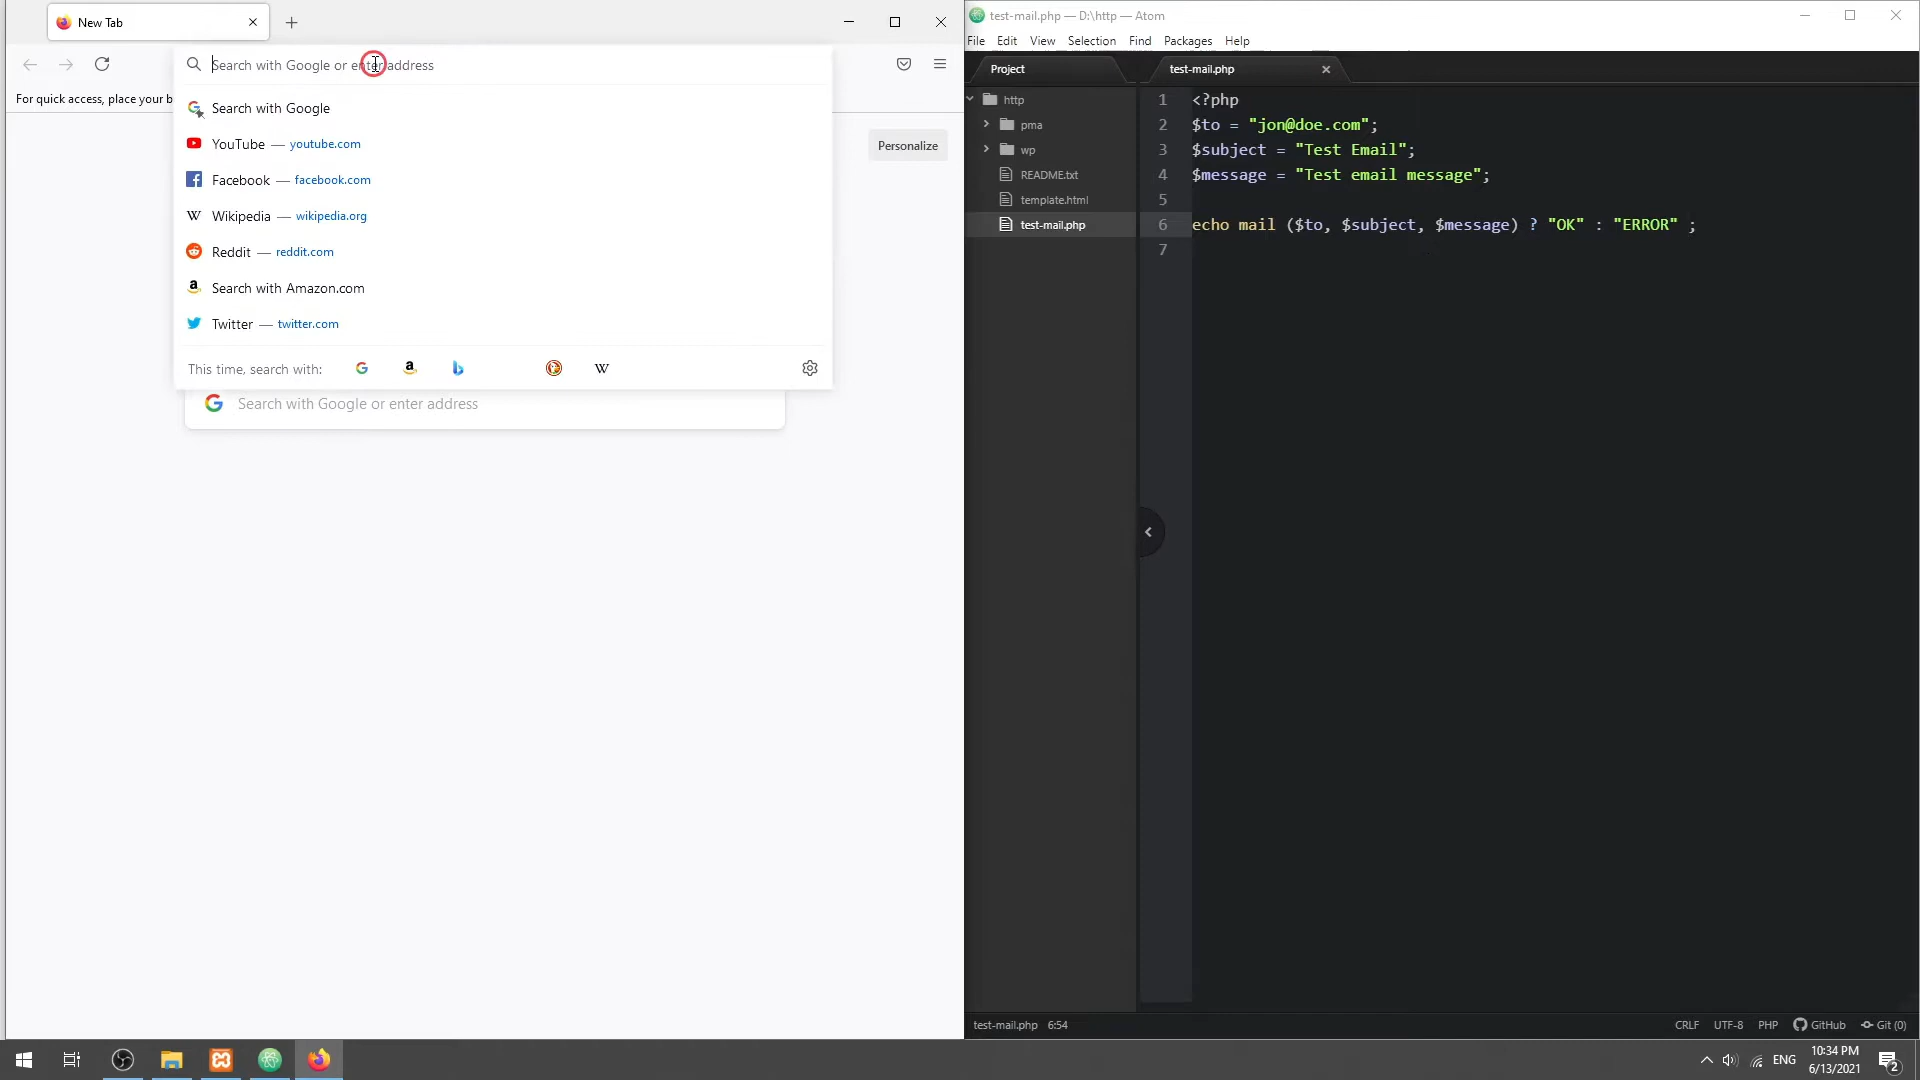 New Tab
Search with Google or enter address
For quick access, place your b
Search with Google
YouTube — youtube.com
Facebook — facebook.com
Wikipedia — wikipedia.org
Reddit — reddit.com
Search with Amazon.com
Twitter — twitter.com
This time, search with:
Search with Google or enter address
Personalize
test-mail.php — D:\http — Atom
File Edit View Selection Find Packages Help
Project
test-mail.php
http
pma
wp
README.txt
template.html
test-mail.php
1 <?php
2 $to = "jon@doe.com";
3 $subject = "Test Email";
4 $message = "Test email message";
5
6 echo mail ($to, $subject, $message) ? "OK" : "ERROR" ;
7
test-mail.php 6:54
CRLF UTF-8 PHP GitHub Git (0)
ENG
10:34 PM
6/13/2021
2